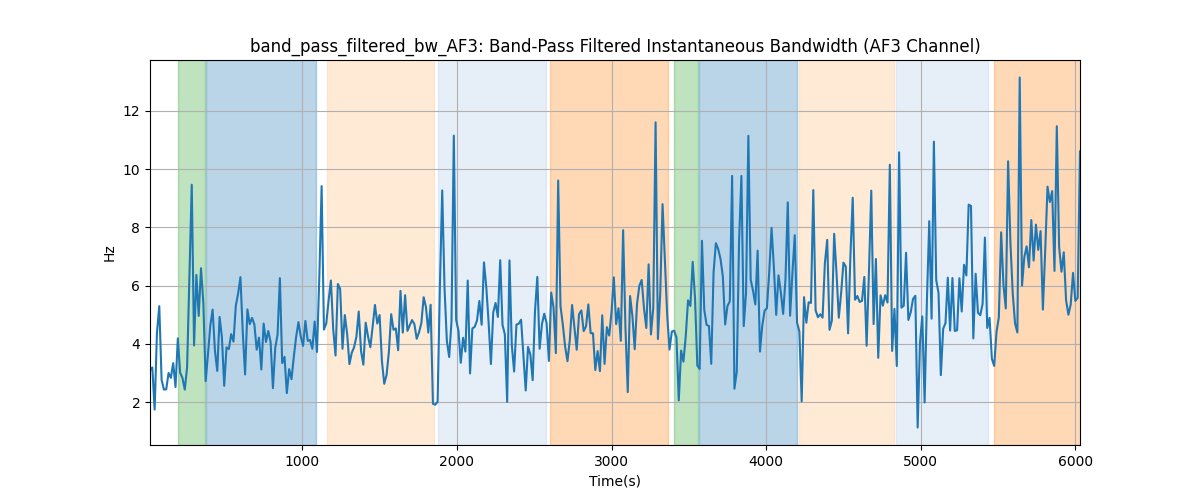 band_pass_filtered_bw_AF3: Band-Pass Filtered Instantaneous Bandwidth (AF3 Channel)
12
10
8
6
4
2
Hz
1000 2000 3000 4000 5000 6000
Time(s)